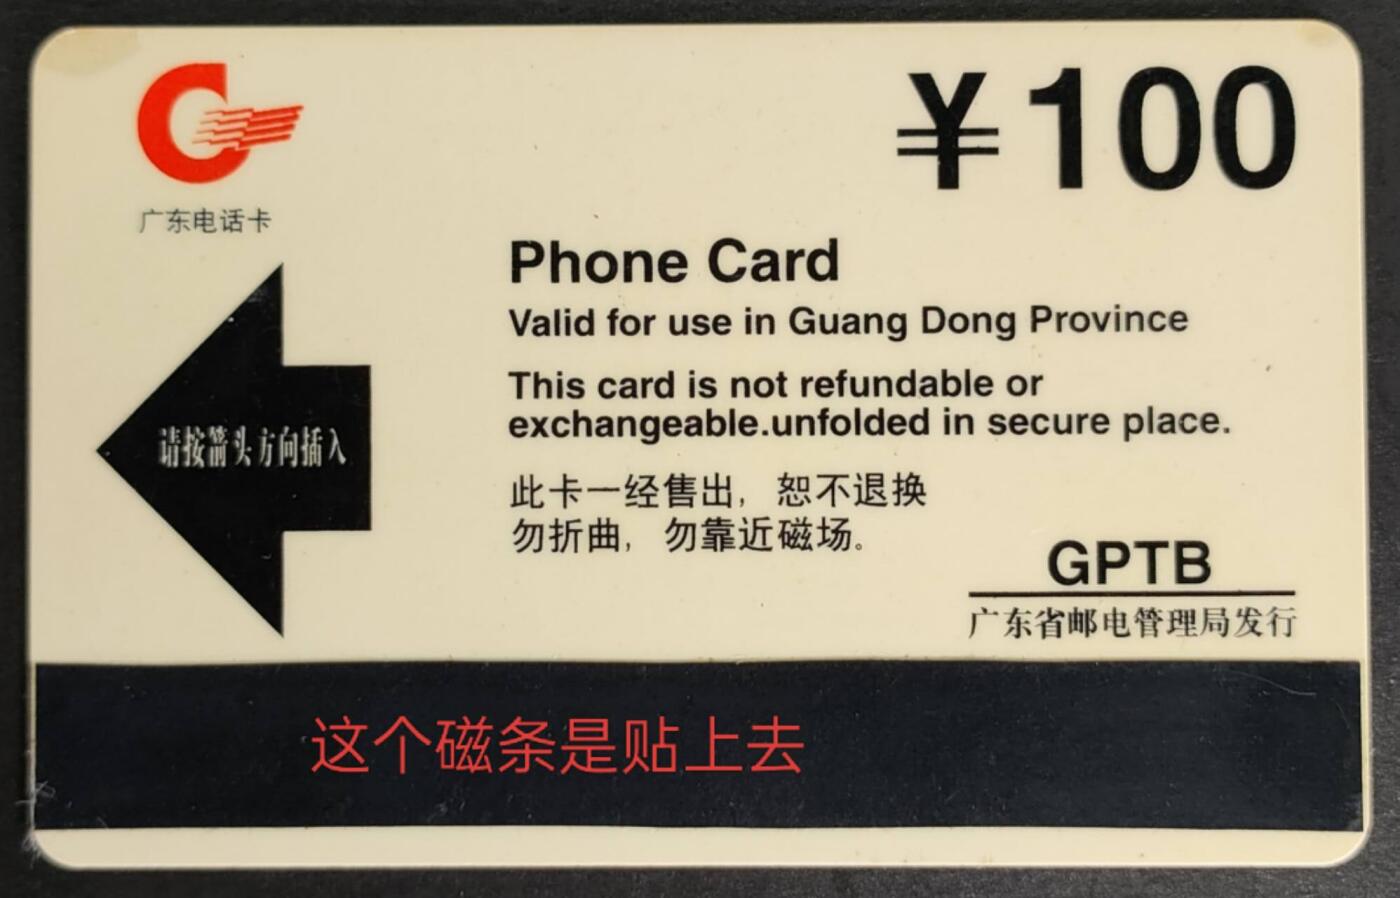 ¥100
广东电话卡
Phone Card
Valid for use in Guang Dong Province
This card is not refundable or
exchangeable.unfolded in secure place.
请按箭头方向插入
此卡一经售出，恕不退换
勿折曲，勿靠近磁场。
GPTB
广东省邮电管理局发行
这个磁条是贴上去